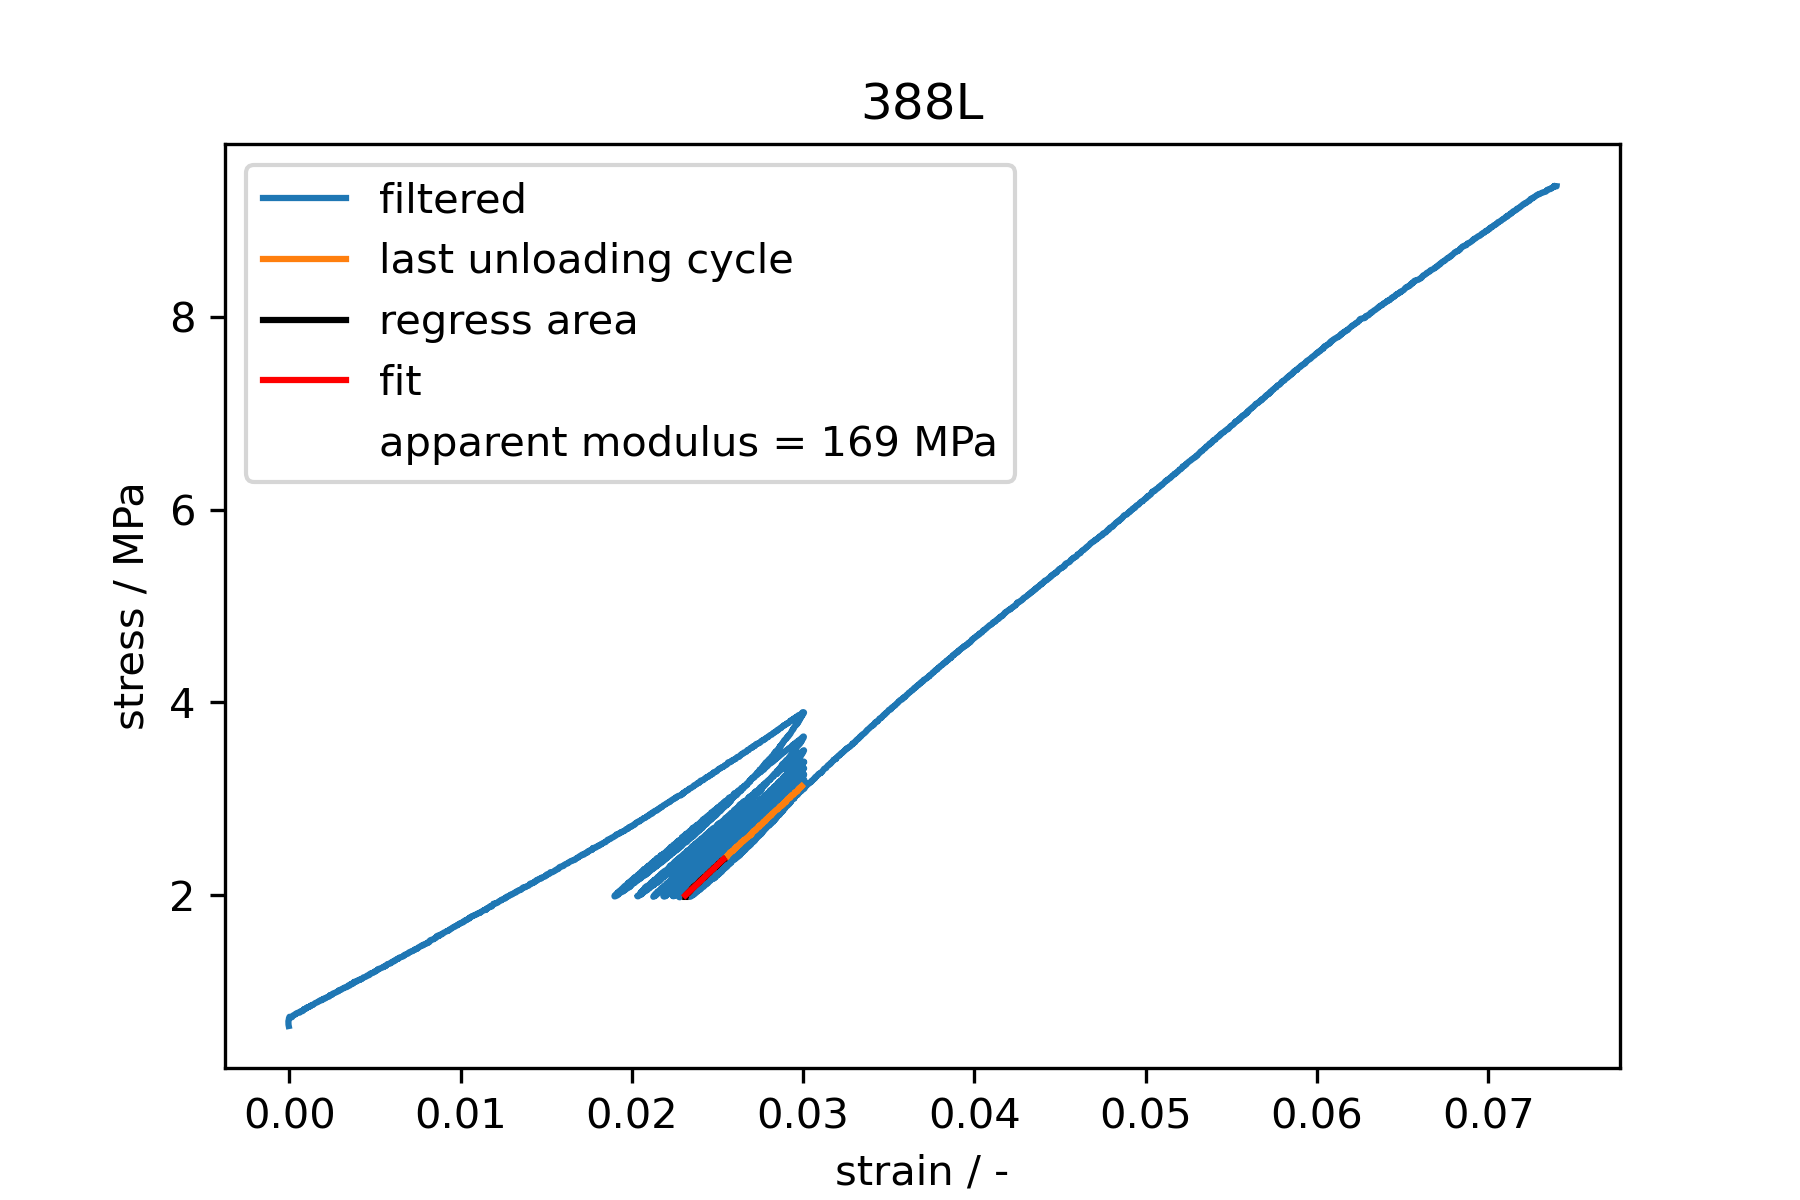 388L
filtered
last unloading cycle
regress area
fit
apparent modulus = 169 MPa
stress / MPa
8
6
4
2
0.00 0.01 0.02 0.03 0.04 0.05 0.06 0.07
strain / -